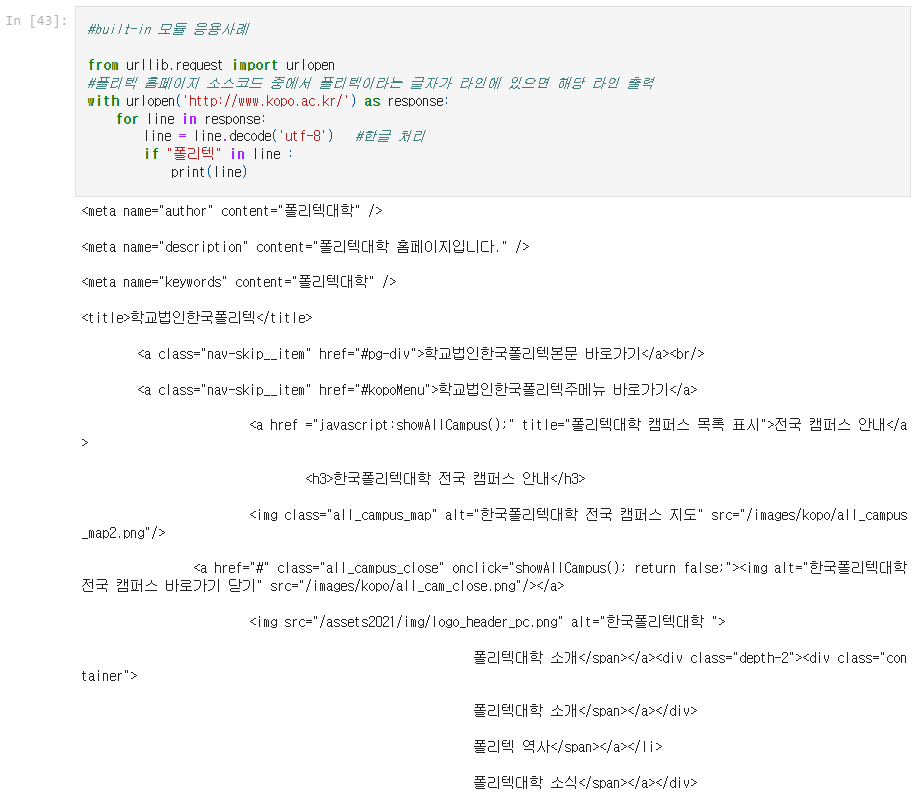 In [43]:
#built-in 모듈 응용사례
from urllib.request import urlopen
#폴리텍 홈페이지 소스코드 중에서 폴리텍이라는 글자가 라인에 있으면 해당 라인 출력
with urlopen('http://www.kopo.ac.kr/') as response:
for line in response:
line = line.decode('utf-8') #한글 처리
if "폴리텍" in line :
print(line)
<meta name="author" content="폴리텍대학" />
<meta name="description" content="폴리텍대학 홈페이지입니다." />
<meta name="keywords" content="폴리텍대학" />
<title>학교법인한국폴리텍</title>
<a class="nav-skip__item" href="#pg-div">학교법인한국폴리텍본문 바로가기</a><br/>
<a class="nav-skip__item" href="#kopoMenu">학교법인한국폴리텍주메뉴 바로가기</a>
<a href ="javascript:showAllCampus();" title="폴리텍대학 캠퍼스 목록 표시">전국 캠퍼스 안내</a
>
<h3>한국폴리텍대학 전국 캠퍼스 안내</h3>
<img class="all_campus_map" alt="한국폴리텍대학 전국 캠퍼스 지도" src="/images/kopo/all_campus
_map2.png"/>
<a href="#" class="all_campus_close" onclick="showAllCampus(); return false;"><img alt="한국폴리텍대학
전국 캠퍼스 바로가기 닫기" src="/images/kopo/all_cam_close.png"/></a>
<img src="/assets2021/img/logo_header_pc.png" alt="한국폴리텍대학 ">
폴리텍대학 소개</span></a><div class="depth-2"><div class="con
tainer">
폴리텍대학 소개</span></a></div>
폴리텍 역사</span></a></li>
폴리텍대학 소식</span></a></div>